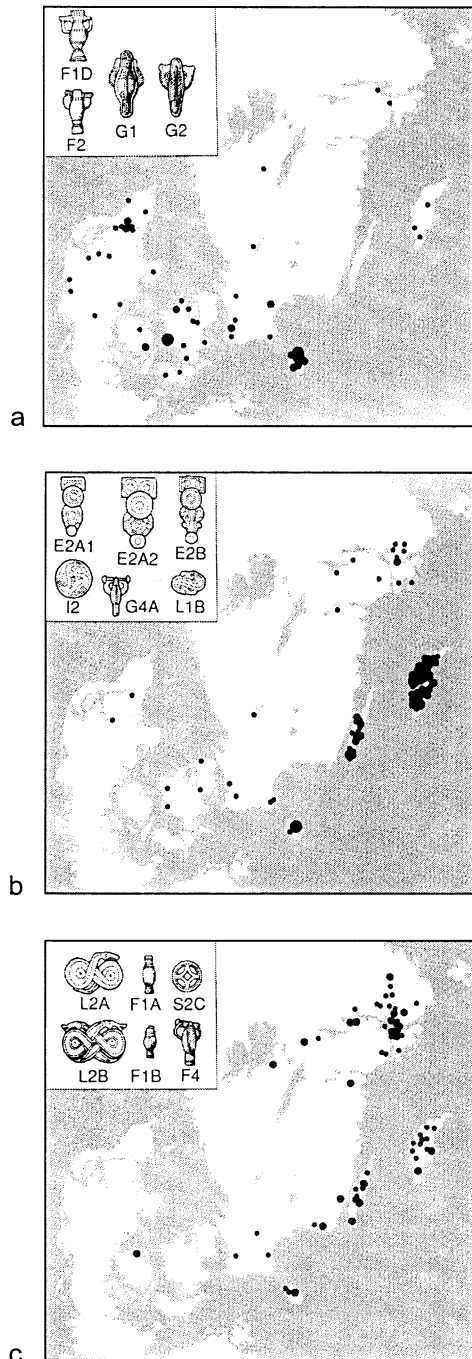 F1D
F2 G1 G2
a
E2A1 E2A2 E2B
I2 G4A L1B
b
L2A F1A S2C
L2B F1B F4
c